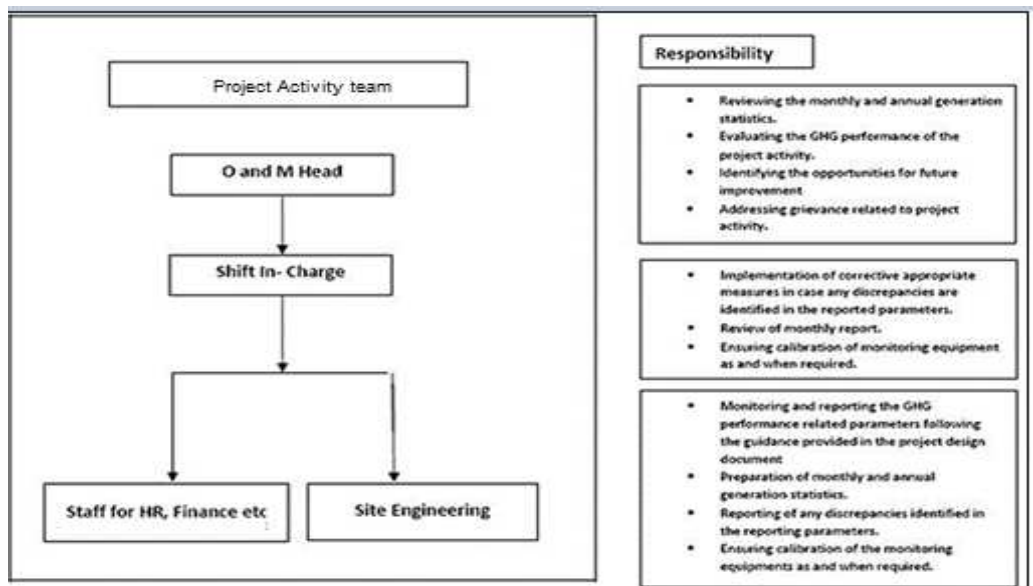 Project Activity team
O and M Head
Shift In- Charge
Staff for HR, Finance etc
Site Engineering
Responsibility
▪ Reviewing the monthly and annual generation
statistics.
▪ Evaluating the GHG performance of the
project activity.
▪ Identifying the opportunities for future
improvement
▪ Addressing grievance related to project
activity.
▪ Implementation of corrective appropriate
measures in case any discrepancies are
identified in the reported parameters.
▪ Review of monthly report.
▪ Ensuring calibration of monitoring equipment
as and when required.
▪ Monitoring and reporting the GHG
performance related parameters following
the guidance provided in the project design
document
▪ Preparation of monthly and annual
generation statistics.
▪ Reporting of any discrepancies identified in
the reporting parameters.
▪ Ensuring calibration of the monitoring
equipments as and when required.